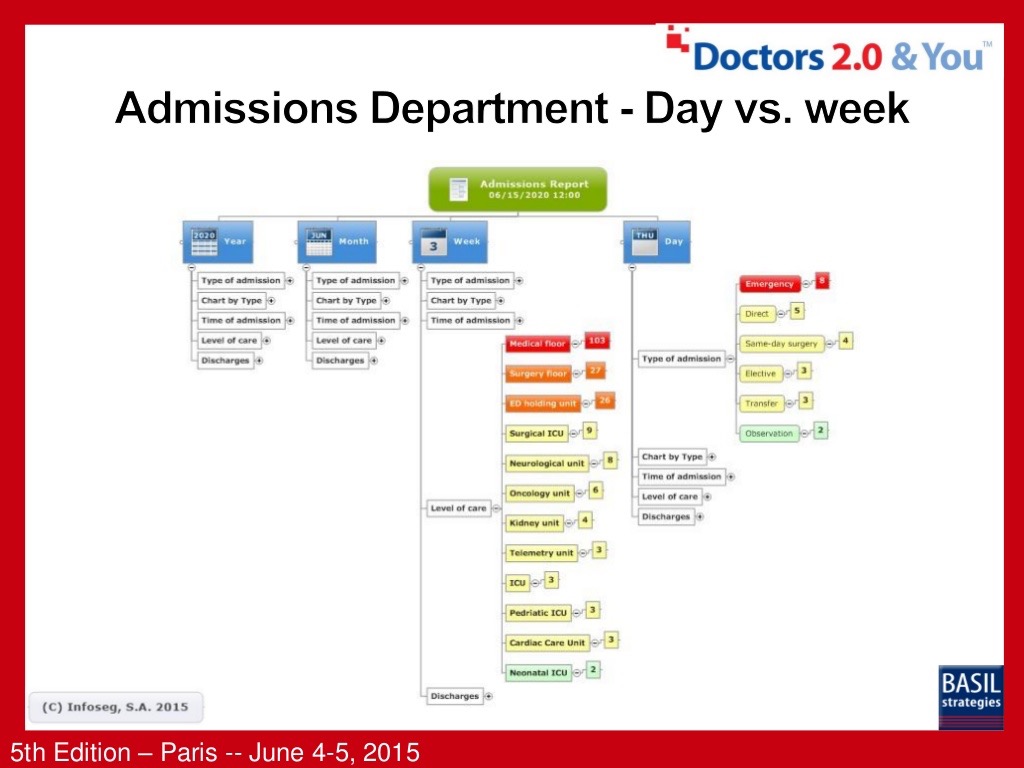 Doctors 2.0 & You™
Admissions Department - Day vs. week
Admissions Report
06/15/2020 12:00
2020
Year
Type of admission
Chart by Type
Time of admission
Level of care
Discharges
JUN
Month
Type of admission
Chart by Type
Time of admission
Level of care
Discharges
3
Week
Type of admission
Chart by Type
Time of admission
Level of care
Medical floor 103
Surgery floor 27
ED holding unit 26
Surgical ICU 9
Neurological unit 8
Oncology unit 6
Kidney unit 4
Telemetry unit 3
ICU 3
Pedriatic ICU 3
Cardiac Care Unit 3
Neonatal ICU 2
Discharges
THU
Day
Type of admission
Emergency 8
Direct 5
Same-day surgery 4
Elective 3
Transfer 3
Observation 2
Chart by Type
Time of admission
Level of care
Discharges
(C) Infoseg, S.A. 2015
BASIL
strategies
5th Edition – Paris -- June 4-5, 2015